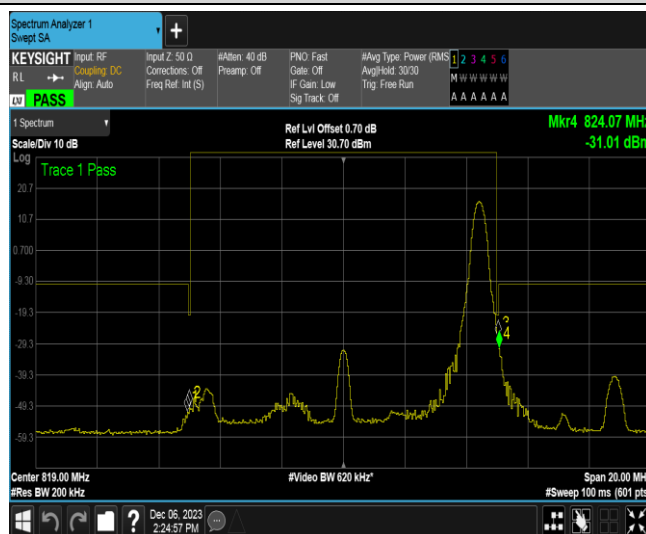 Spectrum Analyzer 1
Swept SA
KEYSIGHT Input: RF Input Z: 50 Ω #Atten: 40 dB PNO: Fast #Avg Type: Power (RMS 1 2 3 4 5 6
RL Coupling: DC Corrections: Off Preamp: Off Gate: Off Avg|Hold: 30/30 M W W W W W
Align: Auto Freq Ref: Int (S) IF Gain: Low Trig: Free Run
LXI PASS Sig Track: Off A A A A A A
1 Spectrum Ref Lvl Offset 0.70 dB Mkr4 824.07 MHz
Scale/Div 10 dB Ref Level 30.70 dBm -31.01 dBm
Log
Trace 1 Pass
20.7
10.7
0.700
-9.30
-19.3
3
4
-29.3
-39.3
2
-49.3
-59.3
Center 819.00 MHz #Video BW 620 kHz* Span 20.00 MH
#Res BW 200 kHz #Sweep 100 ms (601 pts
? Dec 06, 2023
2:24:57 PM